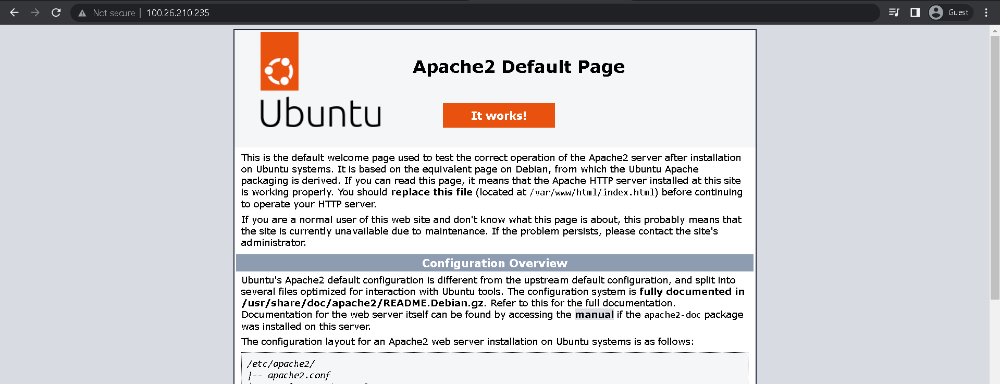 Not secure | 100.26.210.235
Guest
Apache2 Default Page
Ubuntu
It works!
This is the default welcome page used to test the correct operation of the Apache2 server after installation
on Ubuntu systems. It is based on the equivalent page on Debian, from which the Ubuntu Apache
packaging is derived. If you can read this page, it means that the Apache HTTP server installed at this site
is working properly. You should replace this file (located at /var/www/html/index.html) before continuing
to operate your HTTP server.
If you are a normal user of this web site and don't know what this page is about, this probably means that
the site is currently unavailable due to maintenance. If the problem persists, please contact the site's
administrator.
Configuration Overview
Ubuntu's Apache2 default configuration is different from the upstream default configuration, and split into
several files optimized for interaction with Ubuntu tools. The configuration system is fully documented in
/usr/share/doc/apache2/README.Debian.gz. Refer to this for the full documentation.
Documentation for the web server itself can be found by accessing the manual if the apache2-doc package
was installed on this server.
The configuration layout for an Apache2 web server installation on Ubuntu systems is as follows:
/etc/apache2/
|-- apache2.conf